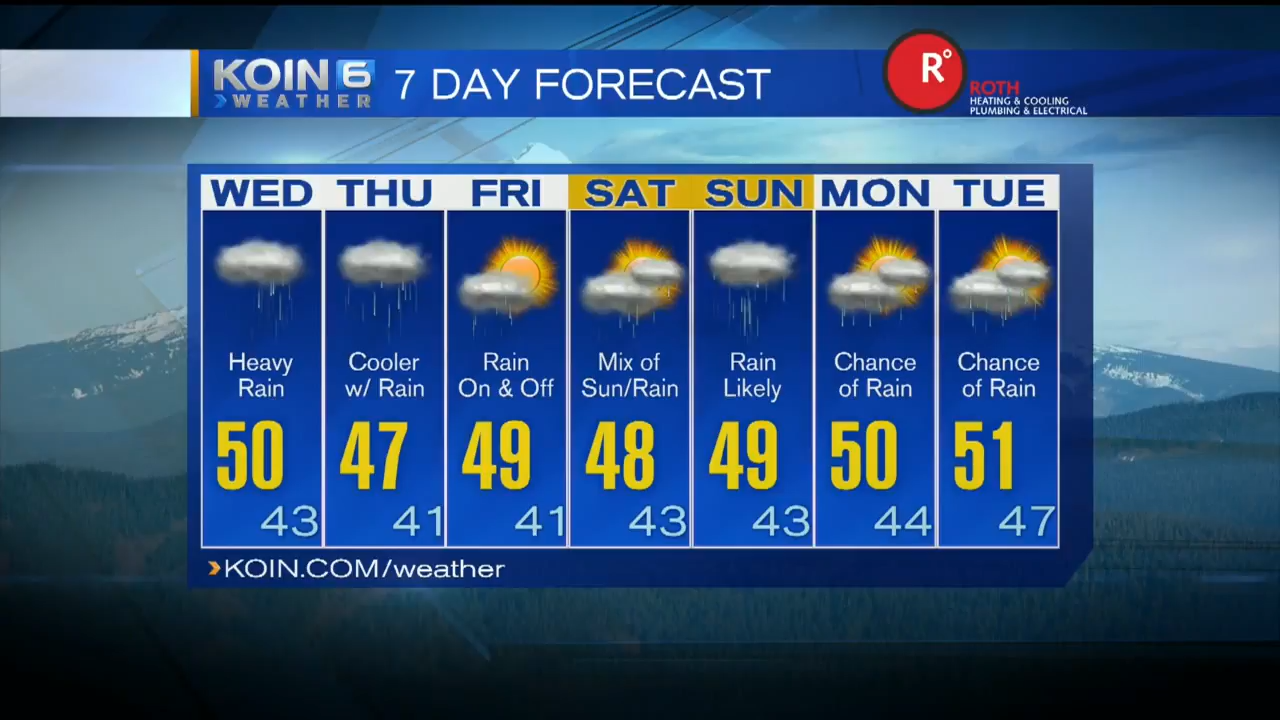 KOIN 6
WEATHER
7 DAY FORECAST
R°
ROTH
HEATING & COOLING
PLUMBING & ELECTRICAL
WED THU FRI SAT SUN MON TUE
Heavy
Rain
Cooler
w/ Rain
Rain
On & Off
Mix of
Sun/Rain
Rain
Likely
Chance
of Rain
Chance
of Rain
50 47 49 48 49 50 51
43 41 41 43 43 44 47
KOIN.COM/weather